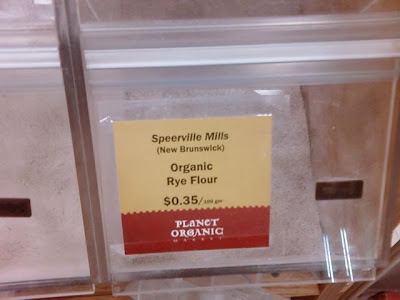 Speerville Mills
(New Brunswick)
Organic
Rye Flour
$0.35/100 gm
PLANET
ORGANIC
MARKET